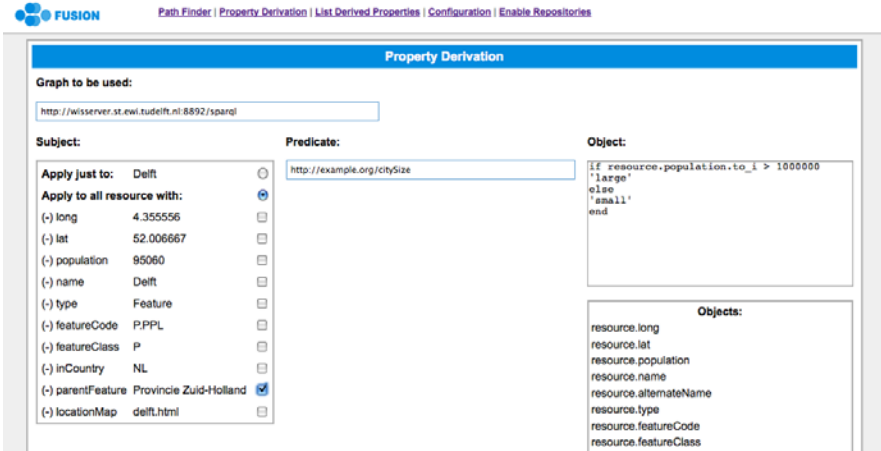 FUSION
Path Finder | Property Derivation | List Derived Properties | Configuration | Enable Repositories
Property Derivation
Graph to be used:
http://wisserver.st.ewi.tudelft.nl:8892/sparql
Subject:
Apply just to: Delft
Apply to all resource with:
(-) long 4.355556
(-) lat 52.006667
(-) population 95060
(-) name Delft
(-) type Feature
(-) featureCode P.PPL
(-) featureClass P
(-) inCountry NL
(-) parentFeature Provincie Zuid-Holland
(-) locationMap delft.html
Predicate:
http://example.org/citySize
Object:
if resource.population.to_i > 1000000
'large'
else
'small'
end
Objects:
resource.long
resource.lat
resource.population
resource.name
resource.alternateName
resource.type
resource.featureCode
resource.featureClass